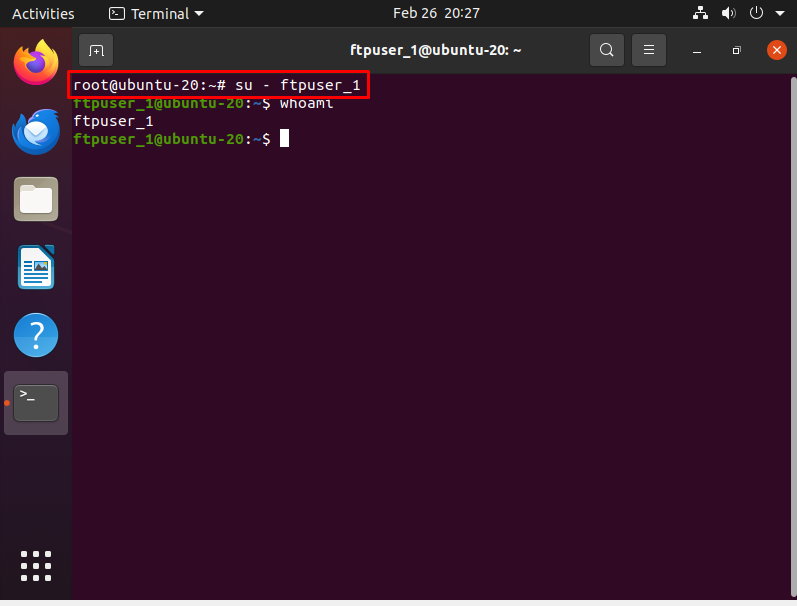 Activities
Terminal
Feb 26 20:27
ftpuser_1@ubuntu-20: ~
root@ubuntu-20:~# su - ftpuser_1
ftpuser_1@ubuntu-20:~$ whoami
ftpuser_1
ftpuser_1@ubuntu-20:~$